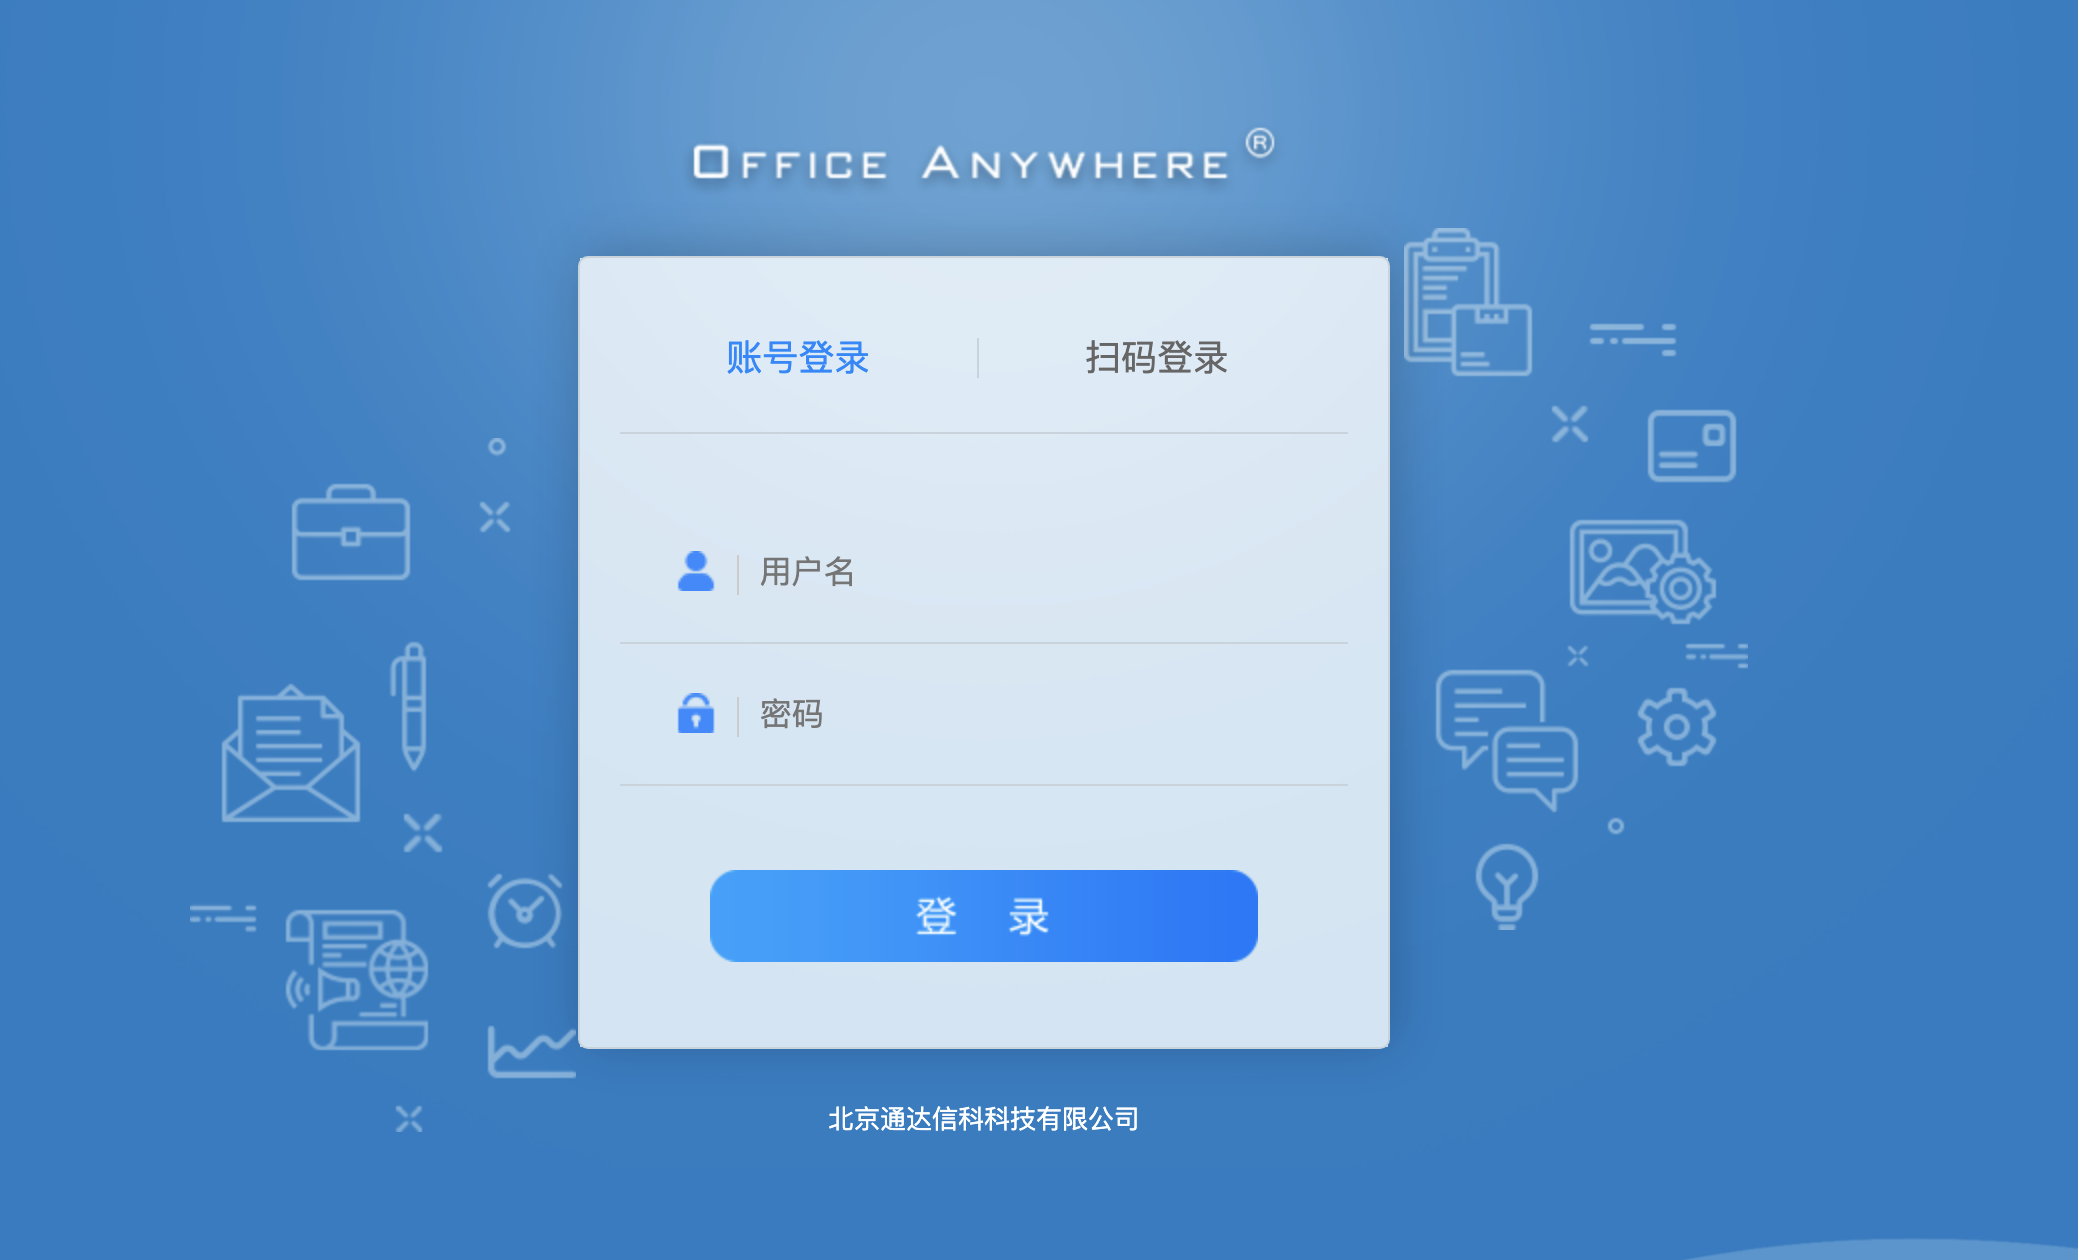 OFFICE ANYWHERE ®
账号登录
扫码登录
用户名
密码
登 录
北京通达信科科技有限公司